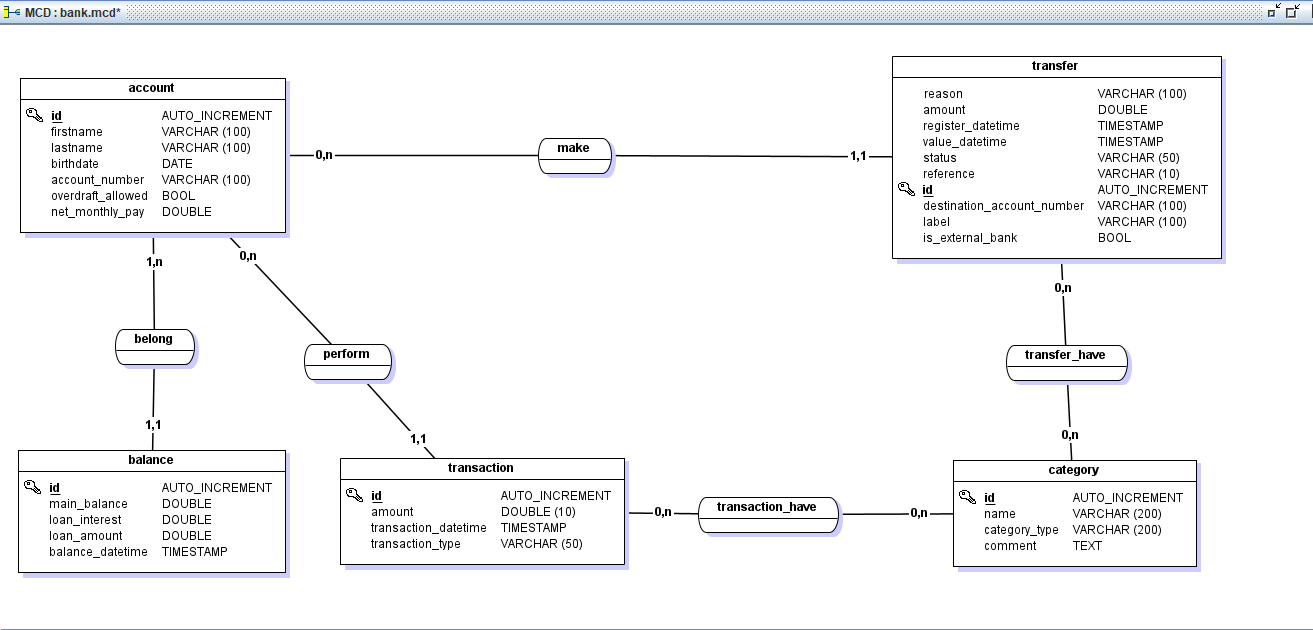 MCD : bank.mcd*
account
id AUTO_INCREMENT
firstname VARCHAR (100)
lastname VARCHAR (100)
birthdate DATE
account_number VARCHAR (100)
overdraft_allowed BOOL
net_monthly_pay DOUBLE
0,n
make
1,1
transfer
reason VARCHAR (100)
amount DOUBLE
register_datetime TIMESTAMP
value_datetime TIMESTAMP
status VARCHAR (50)
reference VARCHAR (10)
id AUTO_INCREMENT
destination_account_number VARCHAR (100)
label VARCHAR (100)
is_external_bank BOOL
1,n
belong
1,1
0,n
perform
1,1
0,n
transfer_have
0,n
balance
id AUTO_INCREMENT
main_balance DOUBLE
loan_interest DOUBLE
loan_amount DOUBLE
balance_datetime TIMESTAMP
transaction
id AUTO_INCREMENT
amount DOUBLE (10)
transaction_datetime TIMESTAMP
transaction_type VARCHAR (50)
0,n
transaction_have
0,n
category
id AUTO_INCREMENT
name VARCHAR (200)
category_type VARCHAR (200)
comment TEXT